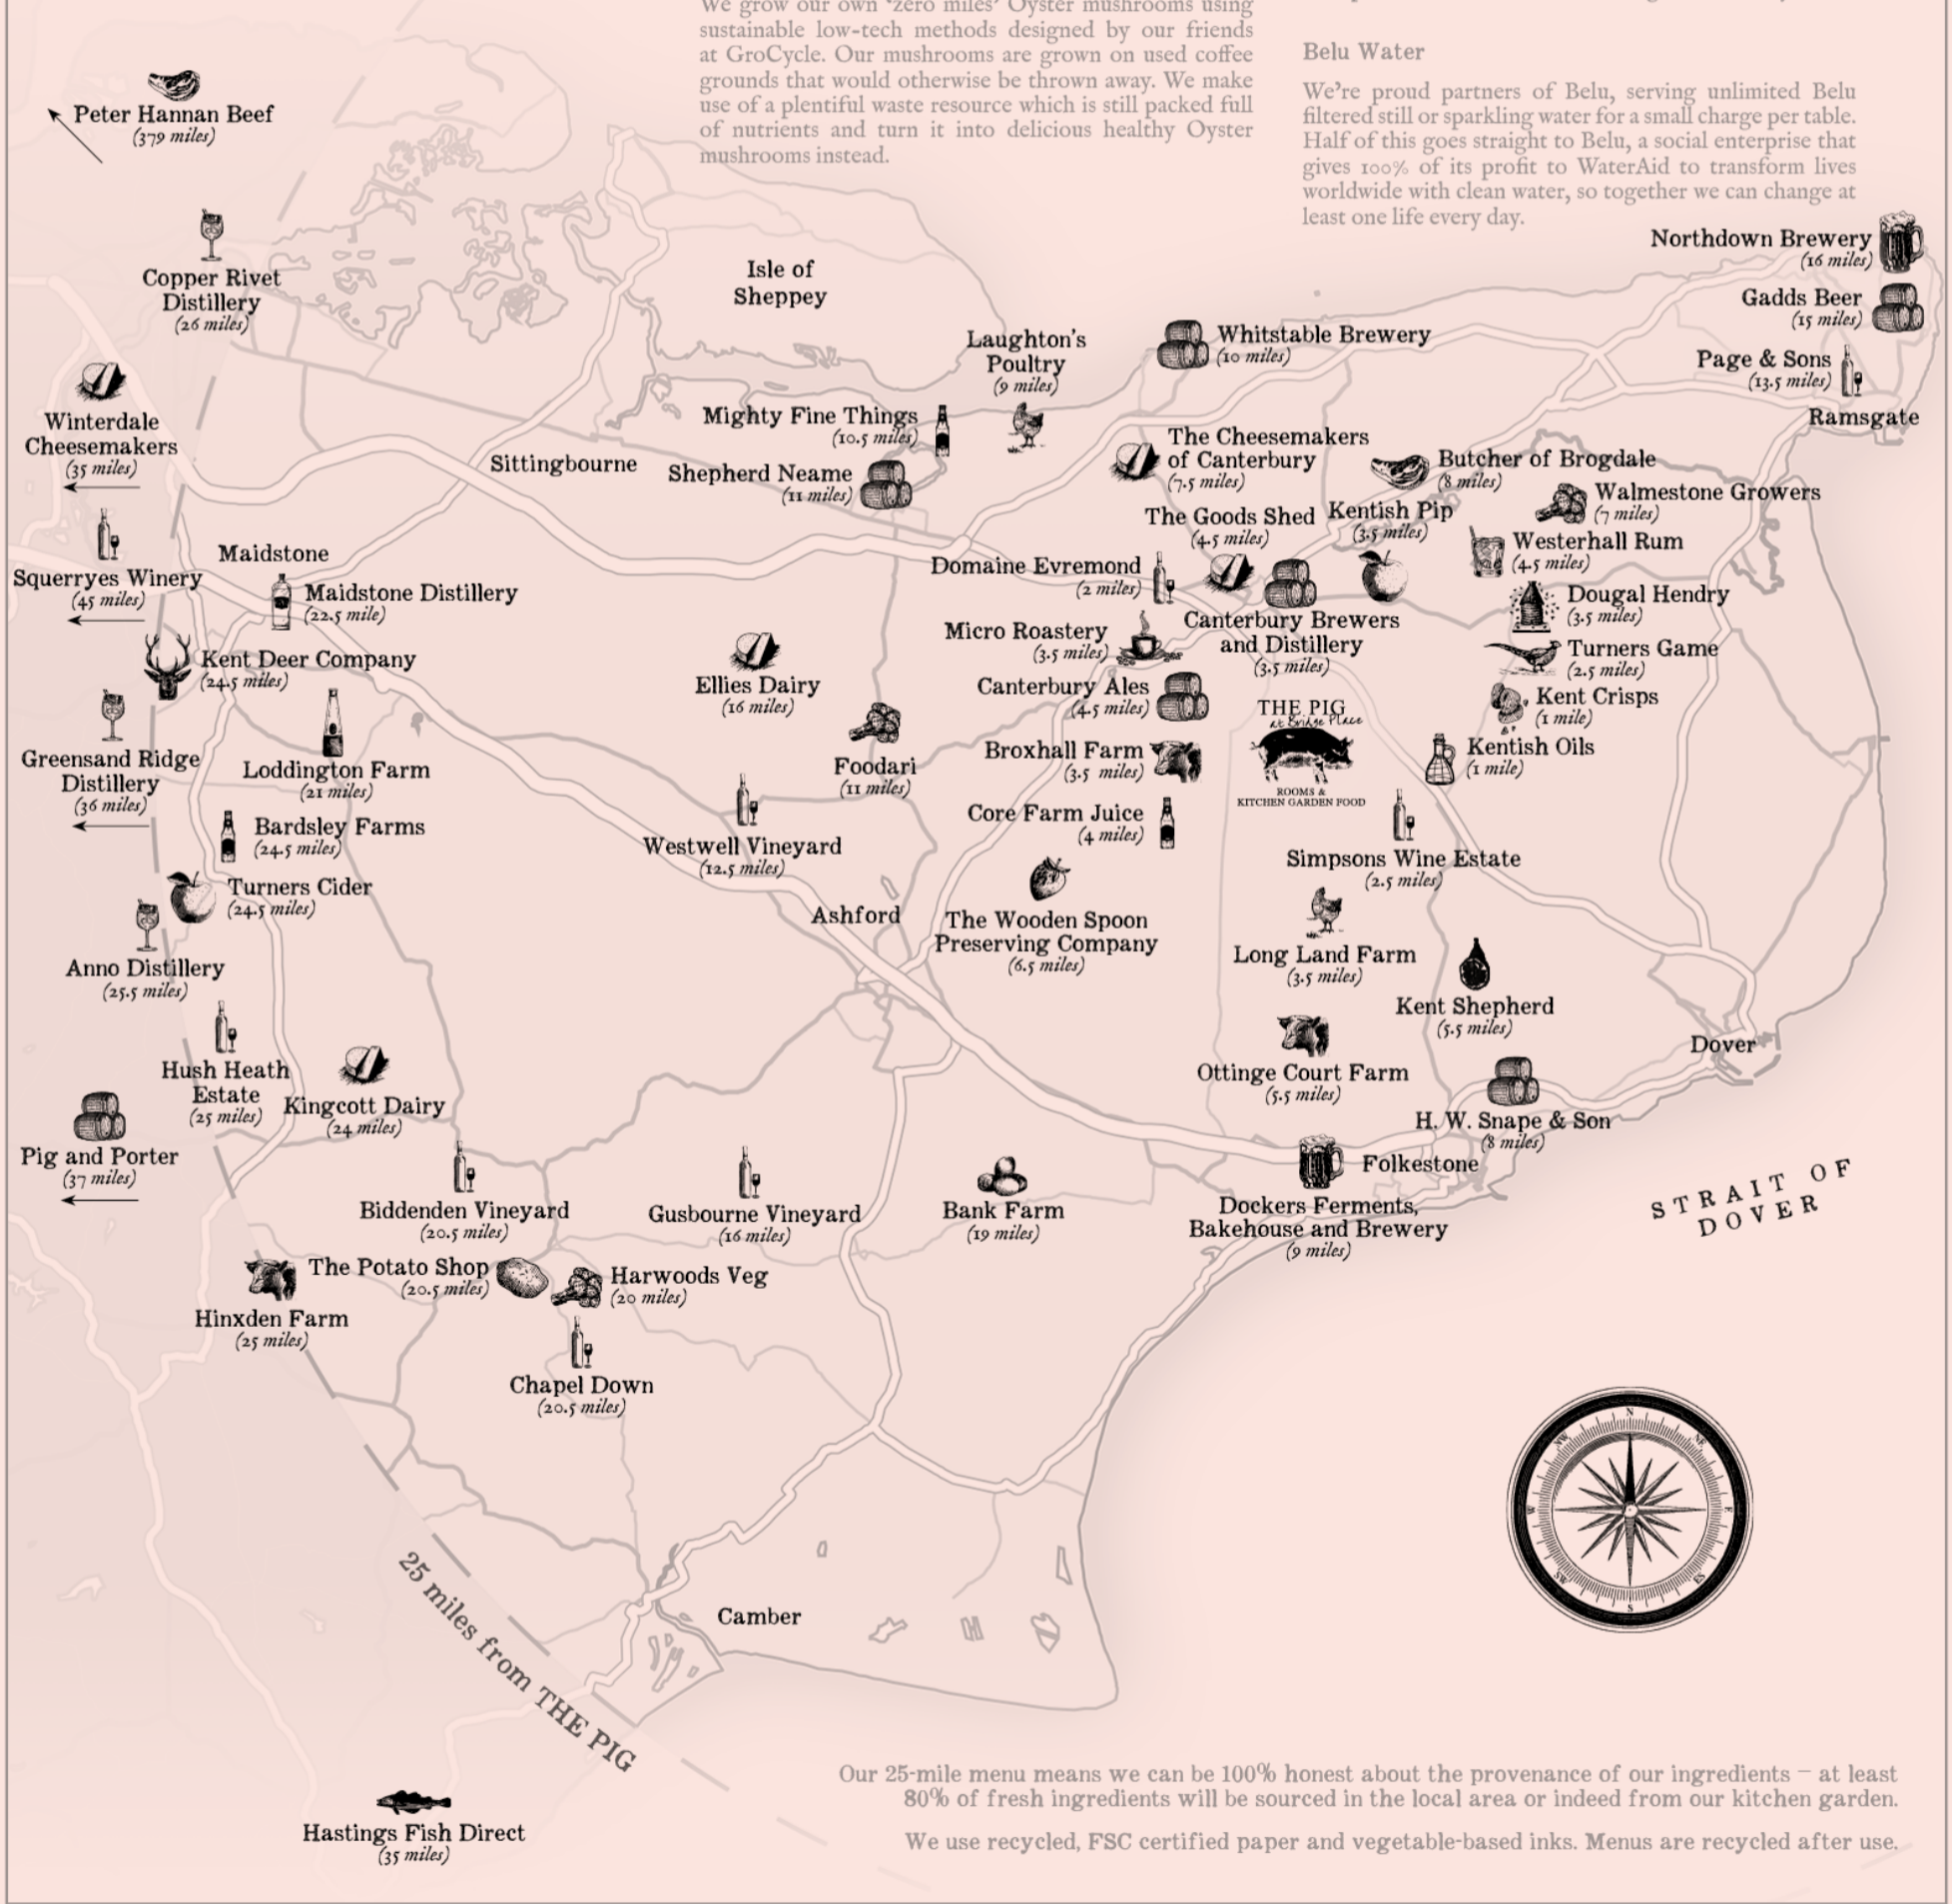 We grow our own 'zero miles' Oyster mushrooms using
sustainable low-tech methods designed by our friends
at GroCycle. Our mushrooms are grown on used coffee
grounds that would otherwise be thrown away. We make
use of a plentiful waste resource which is still packed full
of nutrients and turn it into delicious healthy Oyster
mushrooms instead.
Belu Water
We're proud partners of Belu, serving unlimited Belu
filtered still or sparkling water for a small charge per table.
Half of this goes straight to Belu, a social enterprise that
gives 100% of its profit to WaterAid to transform lives
worldwide with clean water, so together we can change at
least one life every day.
Peter Hannan Beef
(379 miles)
Copper Rivet
Distillery
(26 miles)
Isle of
Sheppey
Northdown Brewery
(16 miles)
Gadds Beer
(15 miles)
Page & Sons
(13.5 miles)
Ramsgate
Whitstable Brewery
(10 miles)
Laughton's
Poultry
(9 miles)
Winterdale
Cheesemakers
(35 miles)
Mighty Fine Things
(10.5 miles)
Sittingbourne
Shepherd Neame
(11 miles)
The Cheesemakers
of Canterbury
(7.5 miles)
Butcher of Brogdale
(8 miles)
Walmestone Growers
(7 miles)
The Goods Shed
(4.5 miles)
Kentish Pip
(3.5 miles)
Westerhall Rum
(4.5 miles)
Squerryes Winery
(45 miles)
Maidstone
Maidstone Distillery
(22.5 mile)
Domaine Evremond
(2 miles)
Dougal Hendry
(3.5 miles)
Canterbury Brewers
and Distillery
(3.5 miles)
Micro Roastery
(3.5 miles)
Turners Game
(2.5 miles)
Kent Deer Company
(24.5 miles)
Ellies Dairy
(16 miles)
Canterbury Ales
(4.5 miles)
Kent Crisps
(1 mile)
THE PIG
at Bridge Place
ROOMS &
KITCHEN GARDEN FOOD
Kentish Oils
(1 mile)
Greensand Ridge
Distillery
(36 miles)
Loddington Farm
(21 miles)
Foodari
(11 miles)
Broxhall Farm
(3.5 miles)
Bardsley Farms
(24.5 miles)
Westwell Vineyard
(12.5 miles)
Core Farm Juice
(4 miles)
Simpsons Wine Estate
(2.5 miles)
Turners Cider
(24.5 miles)
Ashford
The Wooden Spoon
Preserving Company
(6.5 miles)
Long Land Farm
(3.5 miles)
Anno Distillery
(25.5 miles)
Kent Shepherd
(5.5 miles)
Dover
Hush Heath
Estate
(25 miles)
Kingcott Dairy
(24 miles)
Ottinge Court Farm
(5.5 miles)
H. W. Snape & Son
(8 miles)
Pig and Porter
(37 miles)
Folkestone
STRAIT OF
DOVER
Biddenden Vineyard
(20.5 miles)
Gusbourne Vineyard
(16 miles)
Bank Farm
(19 miles)
Dockers Ferments,
Bakehouse and Brewery
(9 miles)
The Potato Shop
(20.5 miles)
Harwoods Veg
(20 miles)
Hinxden Farm
(25 miles)
Chapel Down
(20.5 miles)
N
NE
E
ES
S
SW
W
NW
25 miles from THE PIG
Camber
Hastings Fish Direct
(35 miles)
Our 25-mile menu means we can be 100% honest about the provenance of our ingredients – at least
80% of fresh ingredients will be sourced in the local area or indeed from our kitchen garden.
We use recycled, FSC certified paper and vegetable-based inks. Menus are recycled after use.